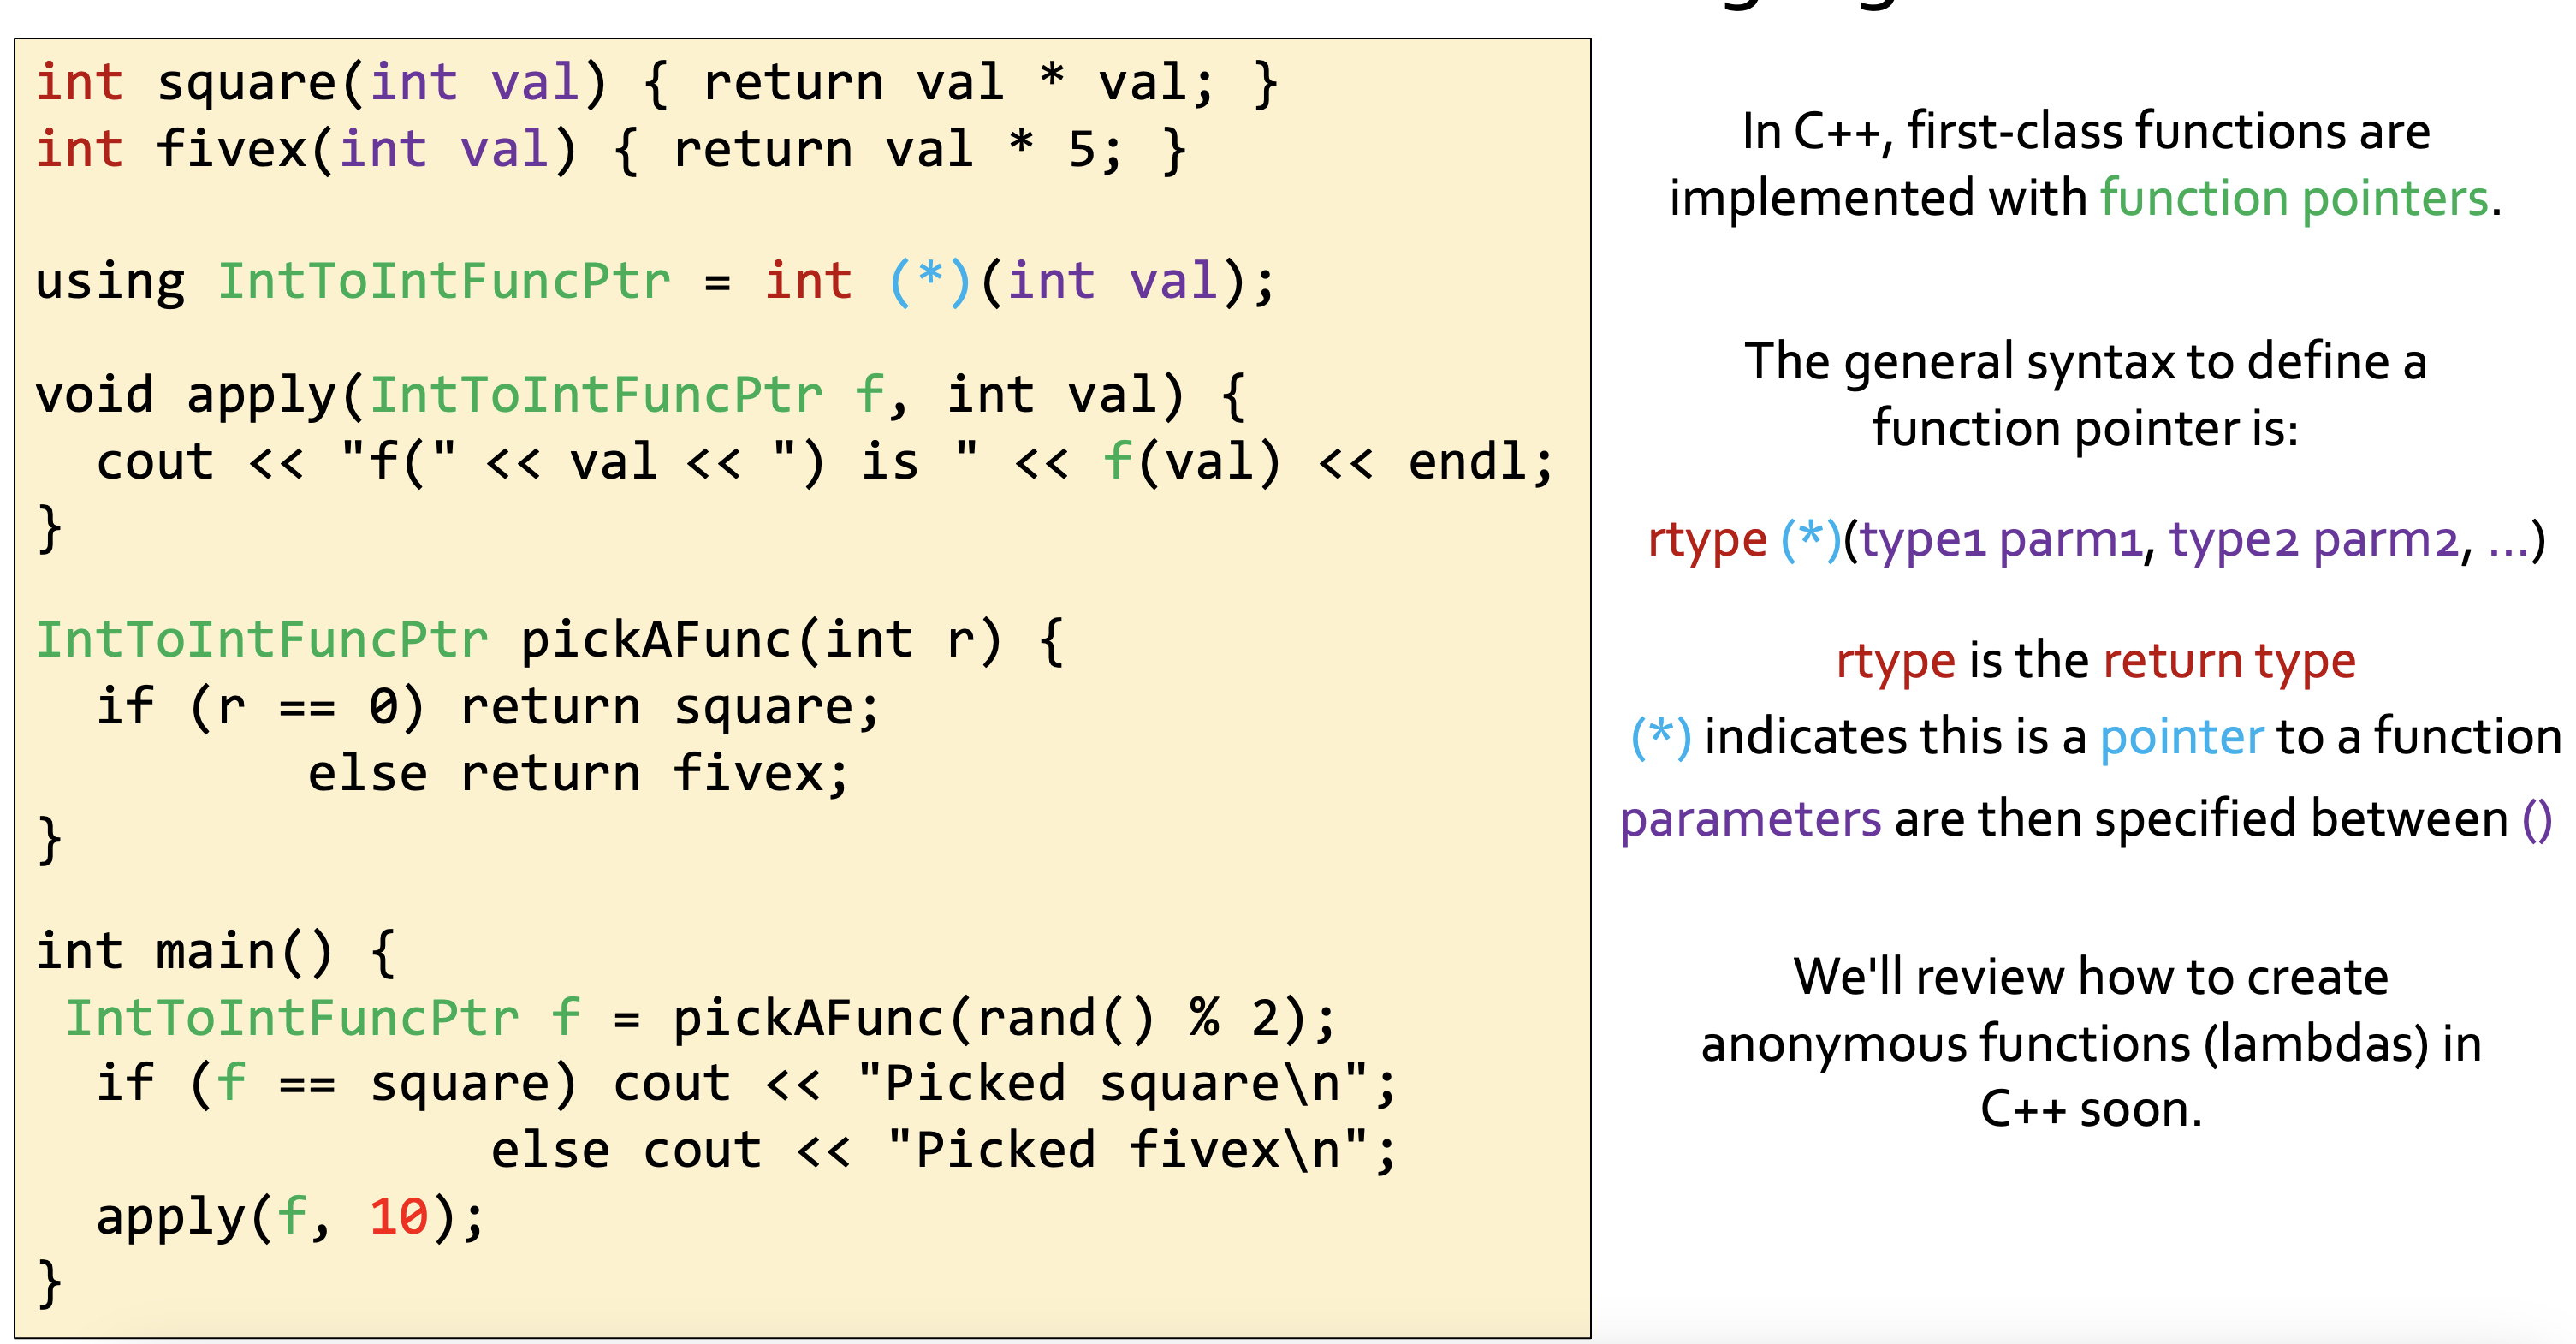 int square(int val) { return val * val; }
int fivex(int val) { return val * 5; }
using IntToIntFuncPtr = int (*)(int val);
void apply(IntToIntFuncPtr f, int val) {
  cout << "f(" << val << ") is " << f(val) << endl;
}
IntToIntFuncPtr pickAFunc(int r) {
  if (r == 0) return square;
         else return fivex;
}
int main() {
 IntToIntFuncPtr f = pickAFunc(rand() % 2);
  if (f == square) cout << "Picked square\n";
               else cout << "Picked fivex\n";
  apply(f, 10);
}
In C++, first-class functions are
implemented with function pointers.
The general syntax to define a
function pointer is:
rtype (*)(type1 parm1, type2 parm2, …)
rtype is the return type
(*) indicates this is a pointer to a function
parameters are then specified between ()
We'll review how to create
anonymous functions (lambdas) in
C++ soon.